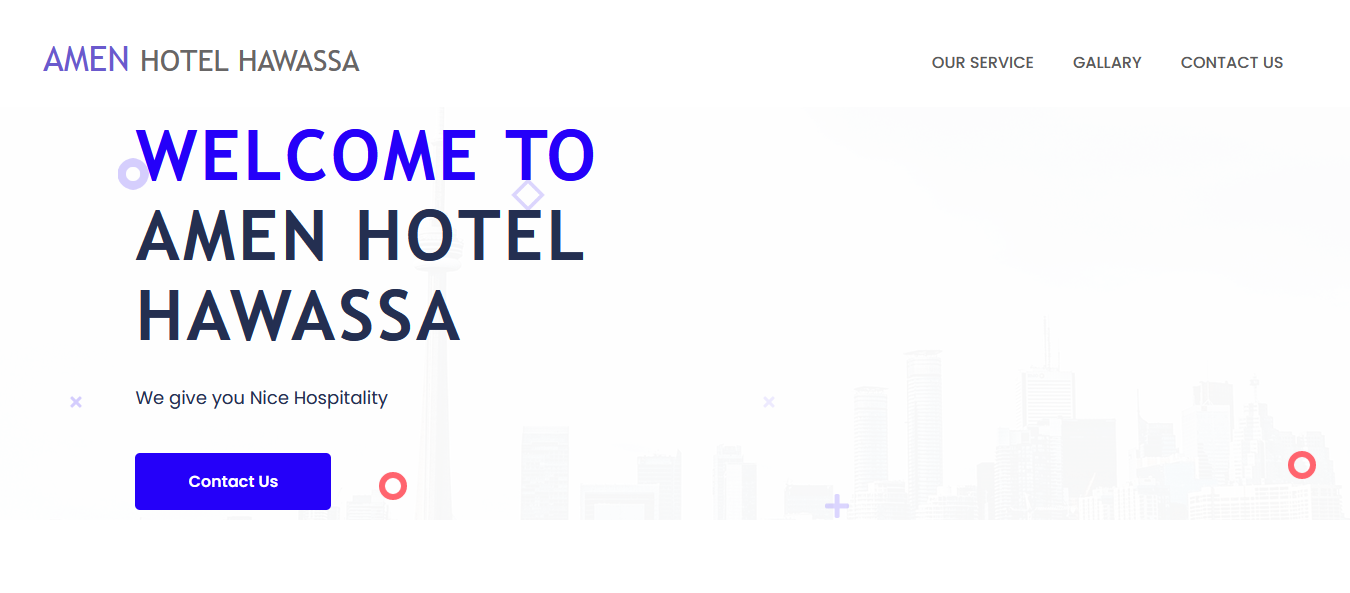 AMEN HOTEL HAWASSA
OUR SERVICE GALLARY CONTACT US
WELCOME TO
AMEN HOTEL
HAWASSA
We give you Nice Hospitality
Contact Us